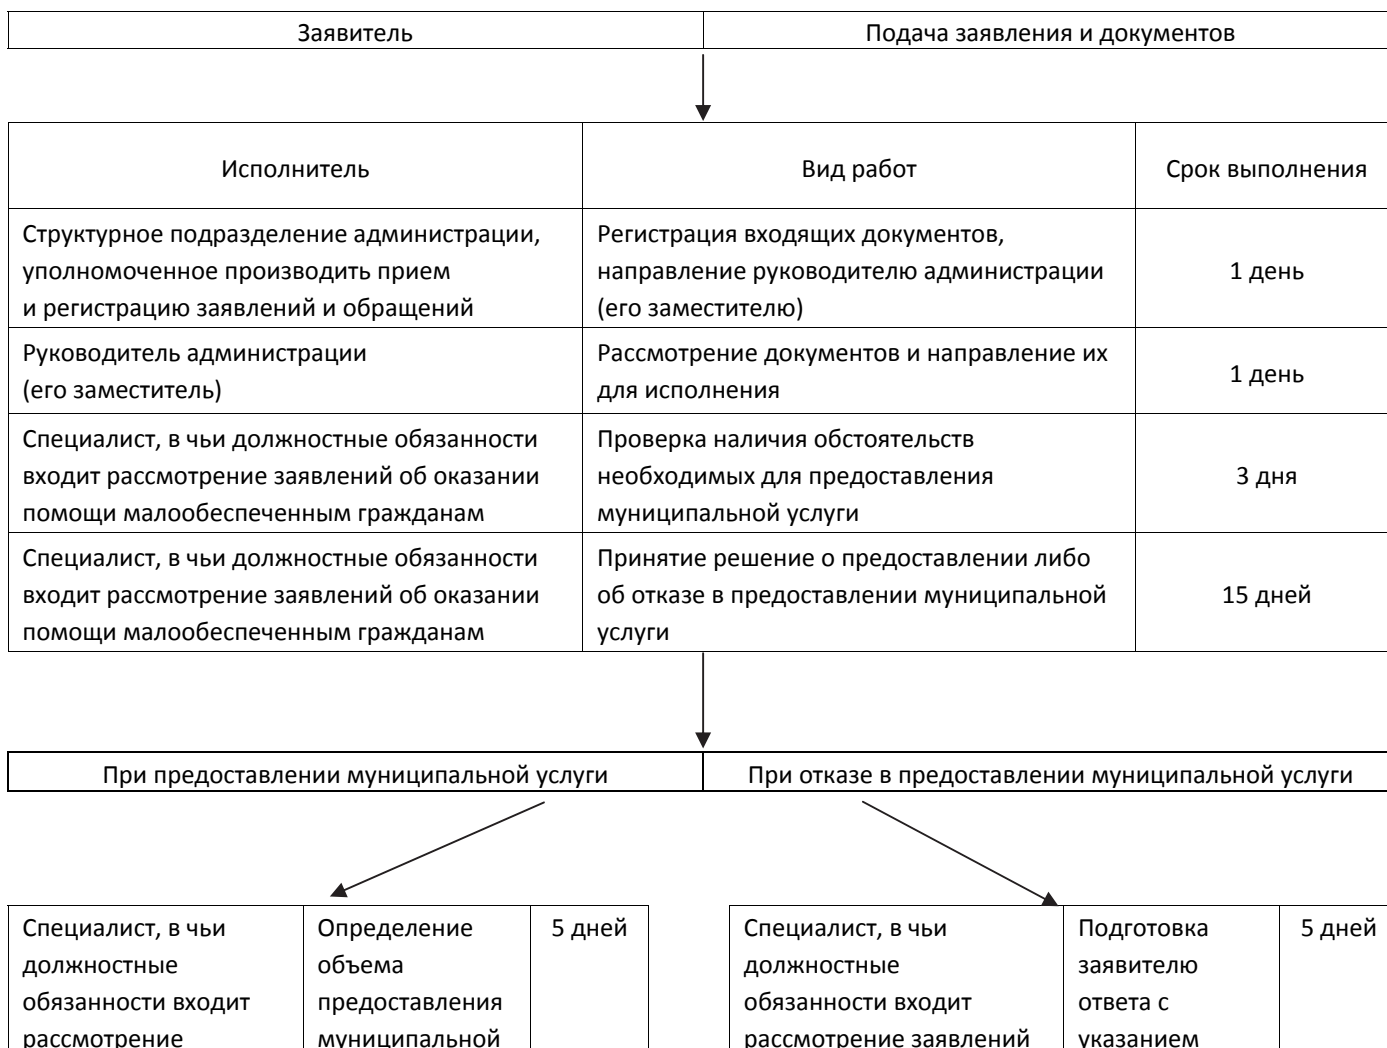 Заявитель
Подача заявления и документов
Исполнитель
Вид работ
Срок выполнения
Структурное подразделение администрации,
уполномоченное производить прием
и регистрацию заявлений и обращений
Регистрация входящих документов,
направление руководителю администрации
(его заместителю)
1 день
Руководитель администрации
(его заместитель)
Рассмотрение документов и направление их
для исполнения
1 день
Специалист, в чьи должностные обязанности
входит рассмотрение заявлений об оказании
помощи малообеспеченным гражданам
Проверка наличия обстоятельств
необходимых для предоставления
муниципальной услуги
3 дня
Специалист, в чьи должностные обязанности
входит рассмотрение заявлений об оказании
помощи малообеспеченным гражданам
Принятие решение о предоставлении либо
об отказе в предоставлении муниципальной
услуги
15 дней
При предоставлении муниципальной услуги
При отказе в предоставлении муниципальной услуги
Специалист, в чьи
должностные
обязанности входит
рассмотрение
Определение
объема
предоставления
муниципальной
5 дней
Специалист, в чьи
должностные
обязанности входит
рассмотрение заявлений
Подготовка
заявителю
ответа с
указанием
5 дней